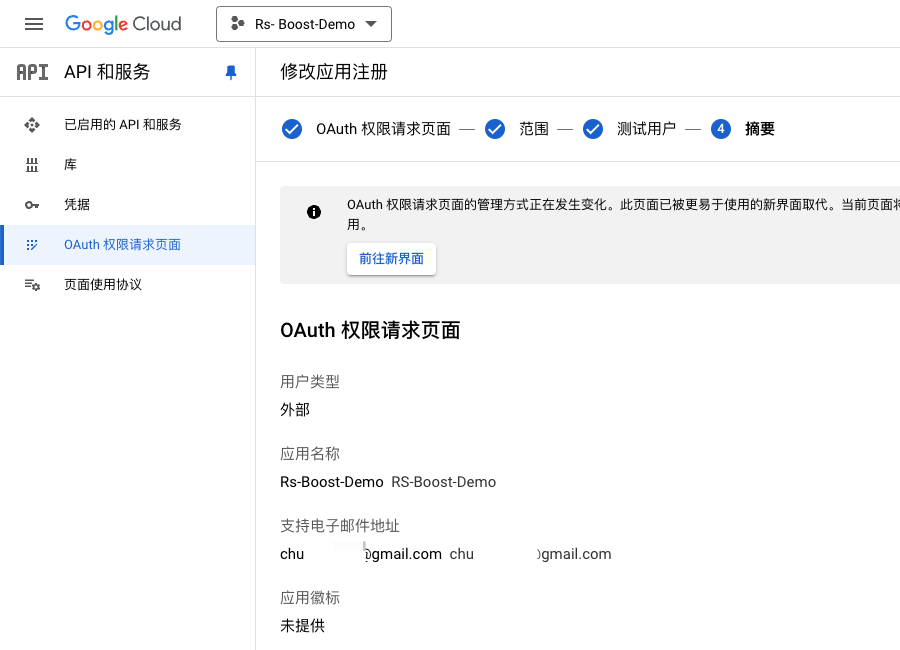 Google Cloud
Rs- Boost-Demo
API API 和服务
修改应用注册
已启用的 API 和服务
库
凭据
OAuth 权限请求页面
页面使用协议
OAuth 权限请求页面 — 范围 — 测试用户 — 4 摘要
OAuth 权限请求页面的管理方式正在发生变化。此页面已被更易于使用的新界面取代。当前页面将
用。
前往新界面
OAuth 权限请求页面
用户类型
外部
应用名称
Rs-Boost-Demo RS-Boost-Demo
支持电子邮件地址
chu @gmail.com chu @gmail.com
应用徽标
未提供